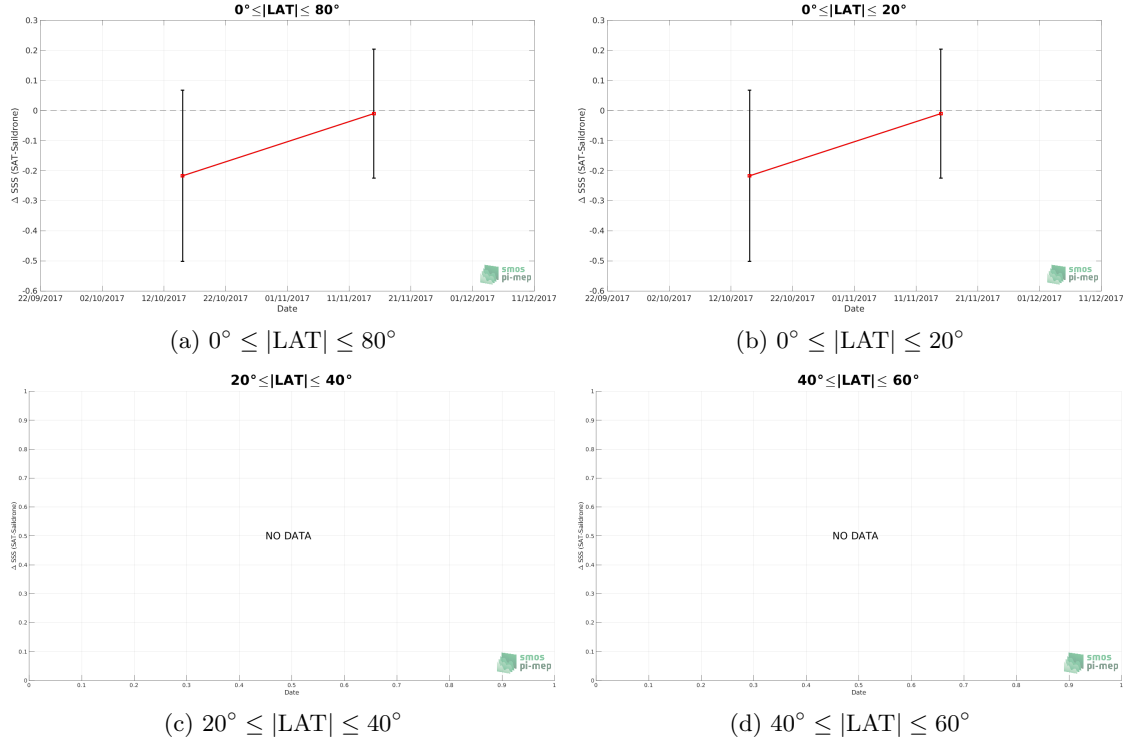 0°≤|LAT|≤ 80°
0.3
0.2
0.1
0
-0.1
-0.2
-0.3
-0.4
-0.5
-0.6
Δ SSS (SAT-Saildrone)
22/09/2017 02/10/2017 12/10/2017 22/10/2017 01/11/2017 11/11/2017 21/11/2017 01/12/2017 11/12/2017
Date
smos
pi-mep
(a) 0° ≤ |LAT| ≤ 80°
0°≤|LAT|≤ 20°
0.3
0.2
0.1
0
-0.1
-0.2
-0.3
-0.4
-0.5
-0.6
Δ SSS (SAT-Saildrone)
22/09/2017 02/10/2017 12/10/2017 22/10/2017 01/11/2017 11/11/2017 21/11/2017 01/12/2017 11/12/2017
Date
smos
pi-mep
(b) 0° ≤ |LAT| ≤ 20°
20°≤|LAT|≤ 40°
1
0.9
0.8
0.7
0.6
0.5
0.4
0.3
0.2
0.1
0
Δ SSS (SAT-Saildrone)
NO DATA
0 0.1 0.2 0.3 0.4 0.5 0.6 0.7 0.8 0.9 1
Date
smos
pi-mep
(c) 20° ≤ |LAT| ≤ 40°
40°≤|LAT|≤ 60°
1
0.9
0.8
0.7
0.6
0.5
0.4
0.3
0.2
0.1
0
Δ SSS (SAT-Saildrone)
NO DATA
0 0.1 0.2 0.3 0.4 0.5 0.6 0.7 0.8 0.9 1
Date
smos
pi-mep
(d) 40° ≤ |LAT| ≤ 60°